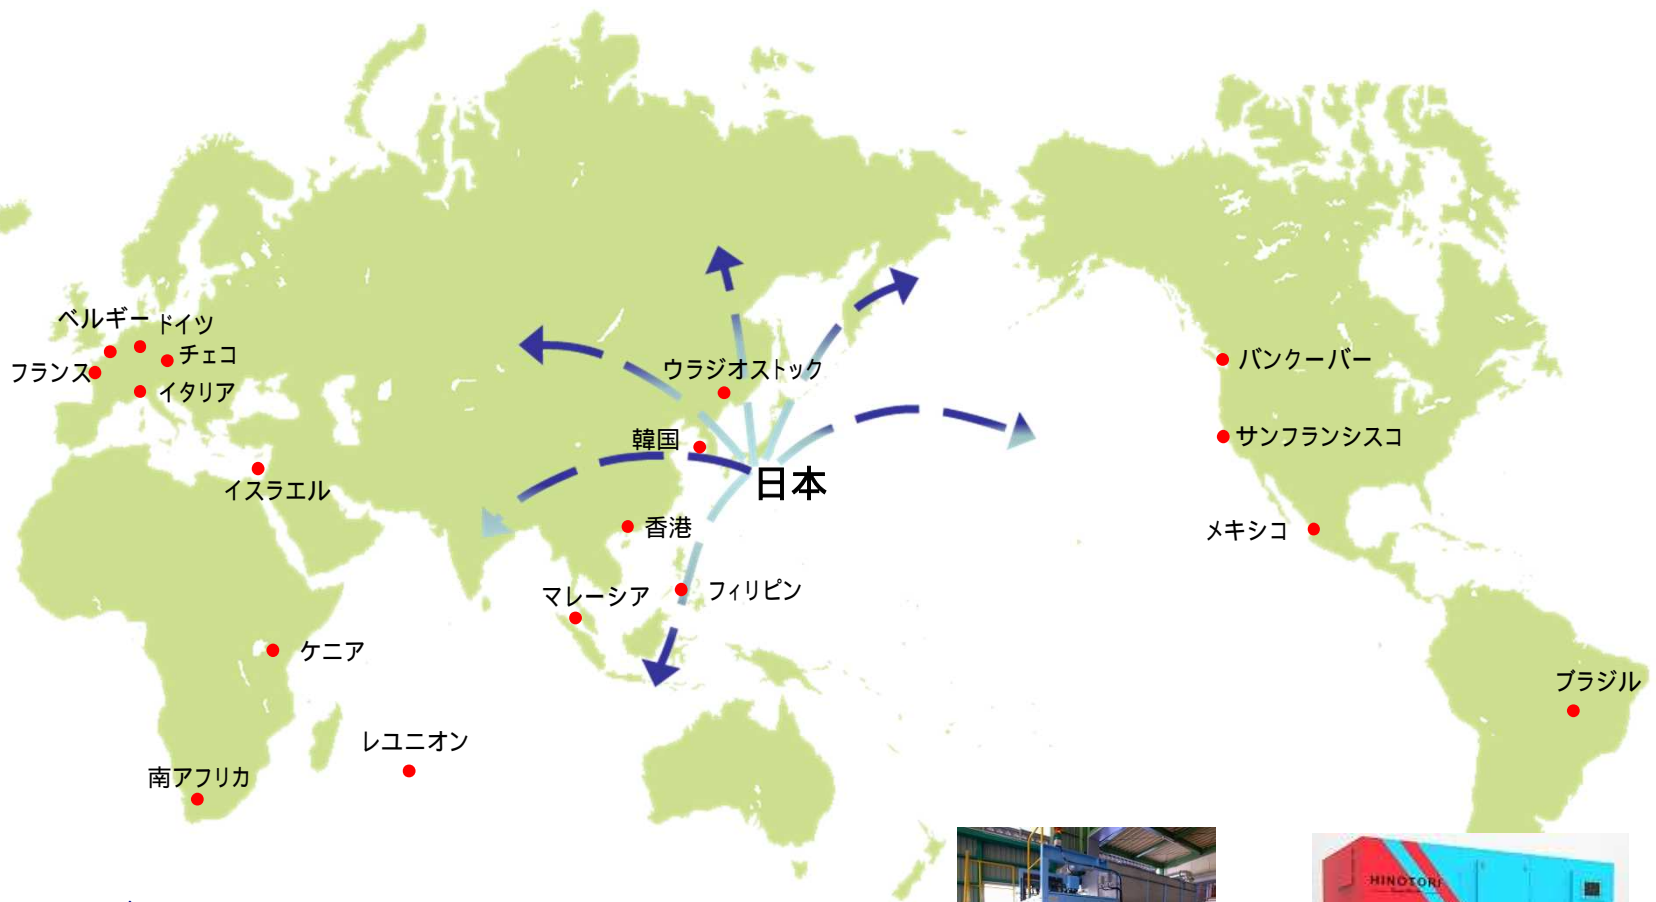 ベルギー
ドイツ
チェコ
フランス
イタリア
ウラジオストック
バンクーバー
韓国
サンフランシスコ
日本
イスラエル
香港
メキシコ
マレーシア
フィリピン
ケニア
ブラジル
レユニオン
南アフリカ
HINOTORI